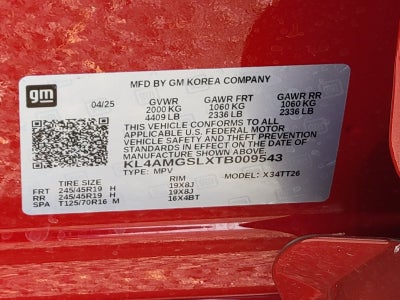 gm
MFD BY GM KOREA COMPANY
04/25 GVWR GAWR FRT GAWR RR
2000 KG 1060 KG 1060 KG
4409 LB 2336 LB 2336 LB
THIS VEHICLE CONFORMS TO ALL
APPLICABLE U.S. FEDERAL MOTOR
VEHICLE SAFETY AND THEFT PREVENTION
STANDARDS IN EFFECT ON THE DATE OF
MANUFACTURE SHOWN ABOVE.
KL4AMGSLXTB009543
TYPE: MPV MODEL: X34TT26
TIRE SIZE RIM
FRT 245/45R19 H 19X8J
RR 245/45R19 H 19X8J
SPA T125/70R16 M 16X4BT